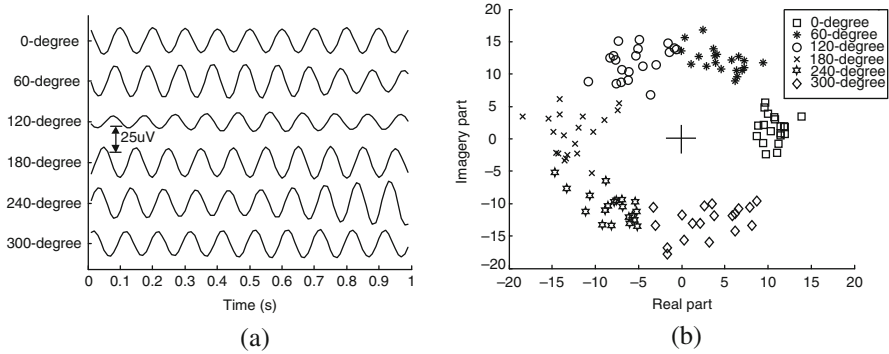 0-degree
60-degree
120-degree
25uV
180-degree
240-degree
300-degree
0 0.1 0.2 0.3 0.4 0.5 0.6 0.7 0.8 0.9 1
Time (s)
(a)
20
15
10
5
0
−5
−10
−15
−20
Imagery part
−20 −15 −10 −5 0 5 10 15 20
Real part
0-degree
60-degree
120-degree
180-degree
240-degree
300-degree
(b)